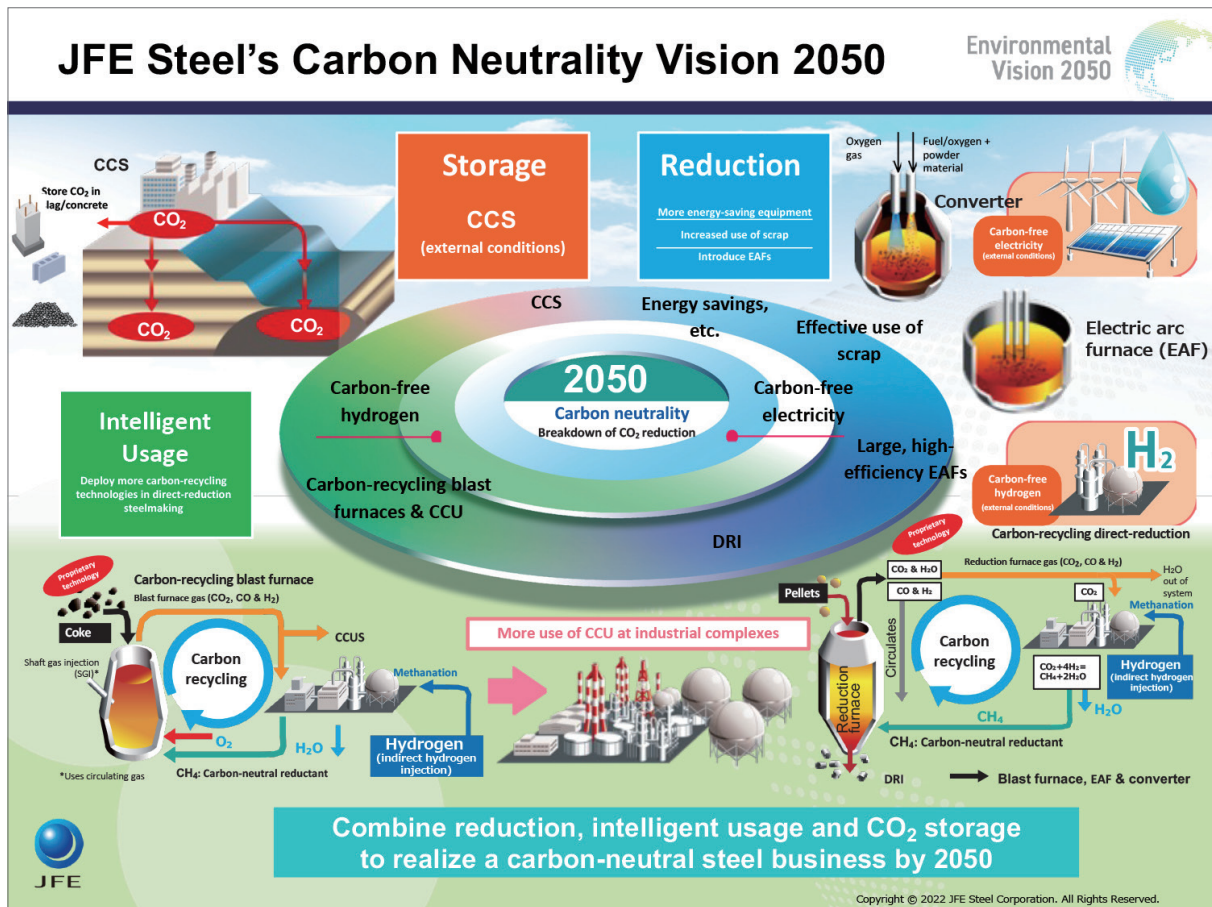 JFE Steel's Carbon Neutrality Vision 2050
Environmental
Vision 2050
CCS
Store CO₂ in
lag/concrete
CO₂
CO₂
CO₂
Storage
CCS
(external conditions)
Reduction
More energy-saving equipment
Increased use of scrap
Introduce EAFs
Oxygen
gas
Fuel/oxygen +
powder
material
Converter
Carbon-free
electricity
(external conditions)
Electric arc
furnace (EAF)
CCS
Energy savings,
etc.
Effective use of
scrap
Carbon-free
hydrogen
2050
Carbon neutrality
Breakdown of CO₂ reduction
Carbon-free
electricity
Large, high-
efficiency EAFs
Carbon-recycling blast
furnaces & CCU
DRI
Intelligent
Usage
Deploy more carbon-recycling
technologies in direct-reduction
steelmaking
H₂
Carbon-free
hydrogen
(external conditions)
Carbon-recycling direct-reduction
Proprietary
technology
Carbon-recycling blast furnace
Blast furnace gas (CO₂, CO & H₂)
Coke
CCUS
Shaft gas injection
(SGI)*
Carbon
recycling
Methanation
O₂
H₂O
Hydrogen
(indirect hydrogen
injection)
CH₄: Carbon-neutral reductant
*Uses circulating gas
More use of CCU at industrial complexes
Proprietary
technology
Pellets
CO₂ & H₂O
CO & H₂
Reduction furnace gas (CO₂, CO & H₂)
H₂O
out of
system
CO₂
Methanation
Circulates
Carbon
recycling
Reduction
furnace
CO₂+4H₂=
CH₄+2H₂O
Hydrogen
(indirect hydrogen
injection)
CH₄
H₂O
CH₄: Carbon-neutral reductant
DRI
Blast furnace, EAF & converter
Combine reduction, intelligent usage and CO₂ storage
to realize a carbon-neutral steel business by 2050
JFE
Copyright © 2022 JFE Steel Corporation. All Rights Reserved.